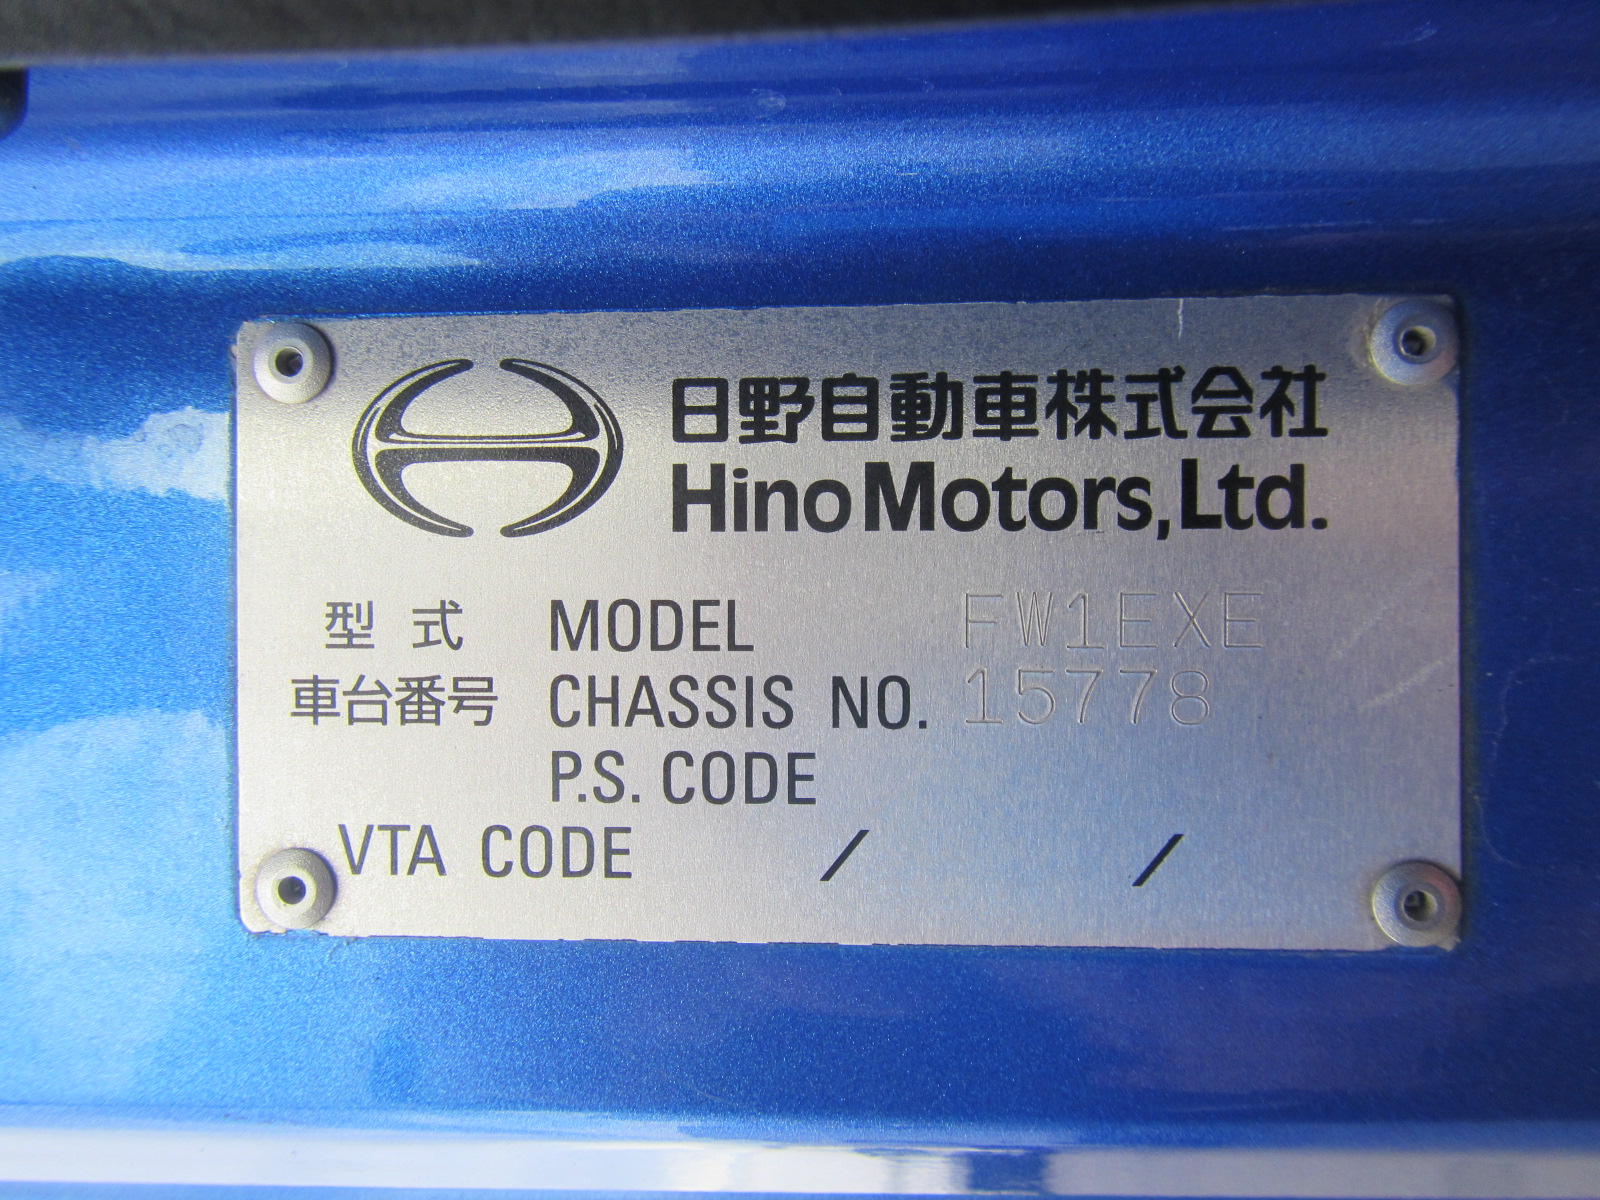 日野自動車株式会社
Hino Motors, Ltd.
型式 MODEL FW1EXE
車台番号 CHASSIS NO. 15778
P.S. CODE
VTA CODE / /